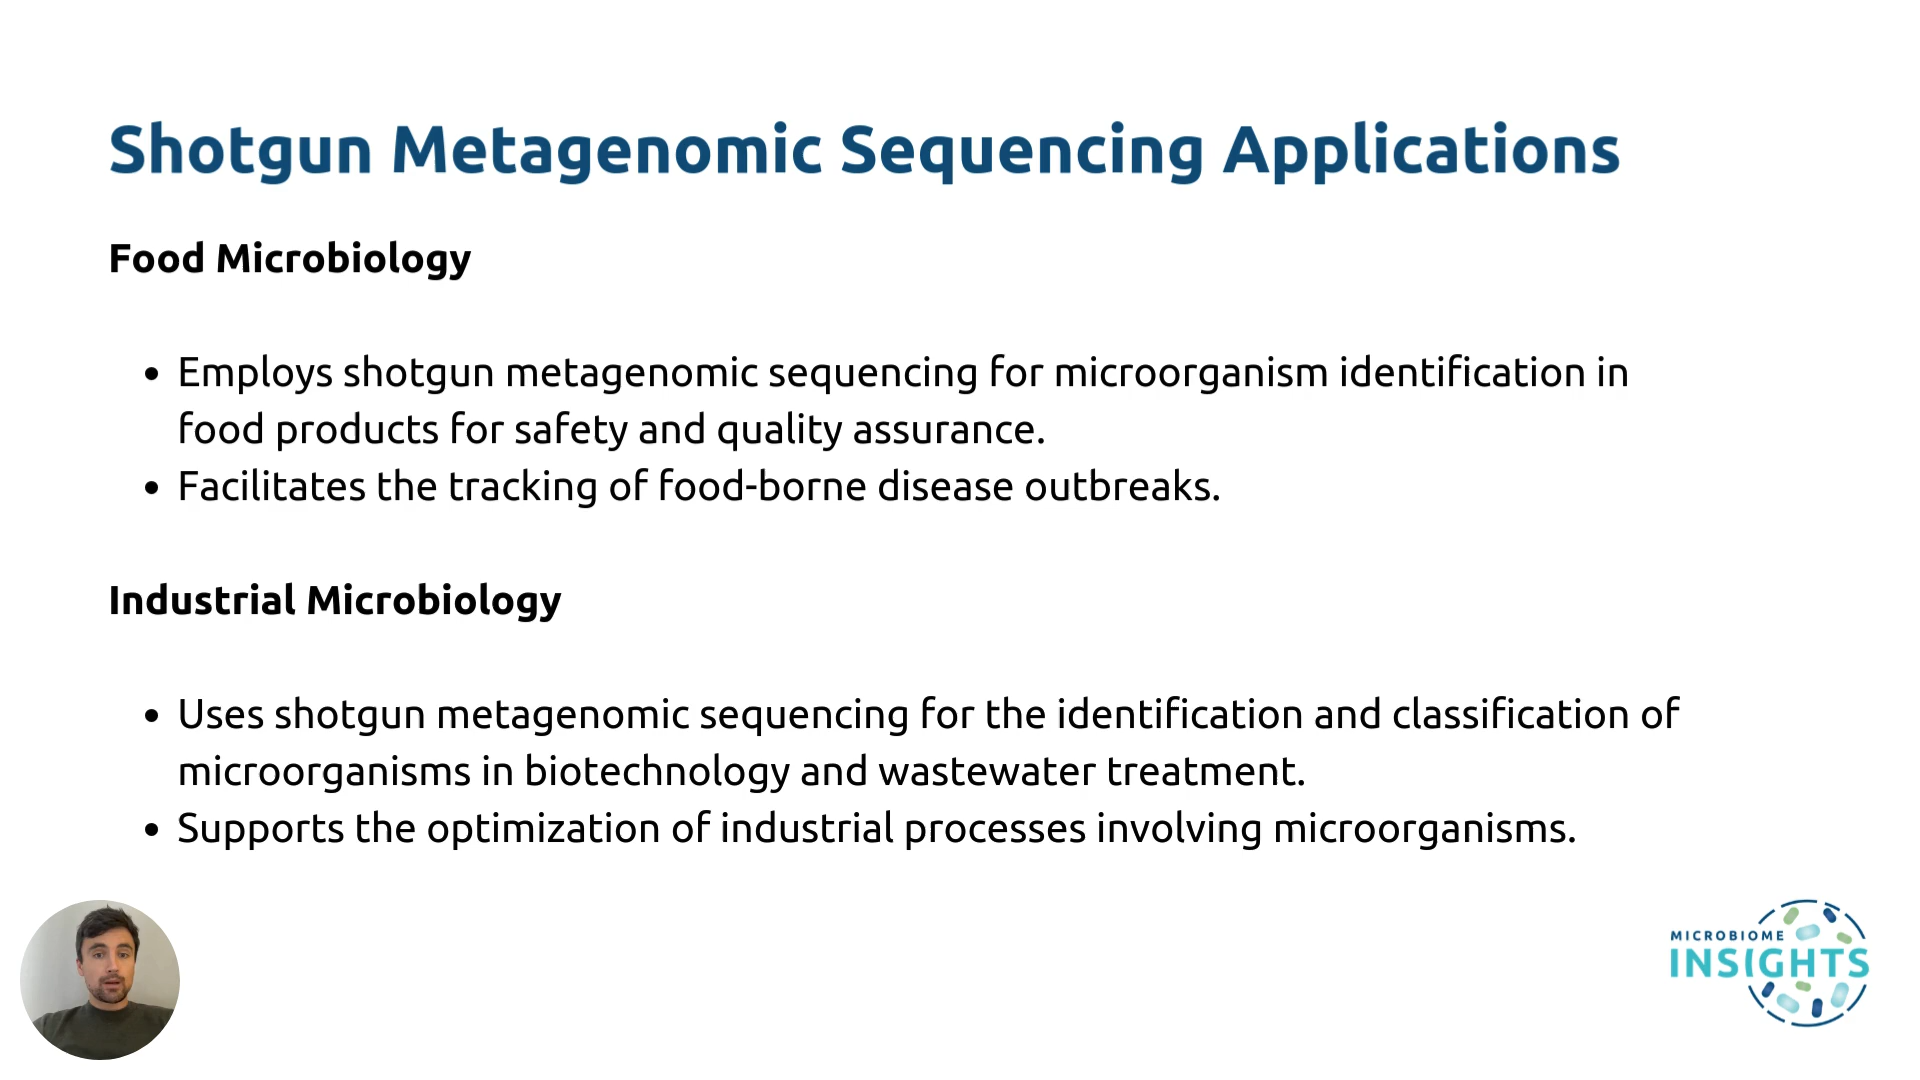 Shotgun Metagenomic Sequencing Applications
Food Microbiology
• Employs shotgun metagenomic sequencing for microorganism identification in
food products for safety and quality assurance.
• Facilitates the tracking of food-borne disease outbreaks.
Industrial Microbiology
• Uses shotgun metagenomic sequencing for the identification and classification of
microorganisms in biotechnology and wastewater treatment.
• Supports the optimization of industrial processes involving microorganisms.
MICROBIOME
INSIGHTS